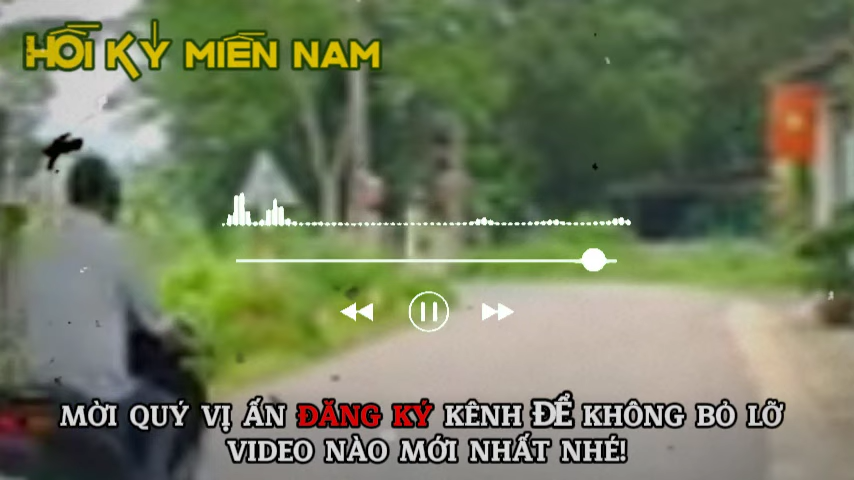 HỒI KÝ MIỀN NAM
MỜI QUÝ VỊ ẤN ĐĂNG KÝ KÊNH ĐỂ KHÔNG BỎ LỠ
VIDEO NÀO MỚI NHẤT NHÉ!